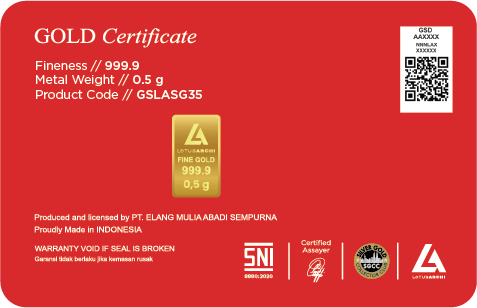 GOLD Certificate
Fineness // 999.9
Metal Weight // 0.5 g
Product Code // GSLASG35
GSD
AAXXXX
NNNLAX
XXXXXX
LOTUSARCHI
FINE GOLD
999.9
0,5 g
Produced and licensed by PT. ELANG MULIA ABADI SEMPURNA
Proudly Made in INDONESIA
WARRANTY VOID IF SEAL IS BROKEN
Garansi tidak berlaku jika kemasan rusak
SNI
8880:2020
Certified
Assayer
SILVER GOLD
SGCC
LOTUSARCHI